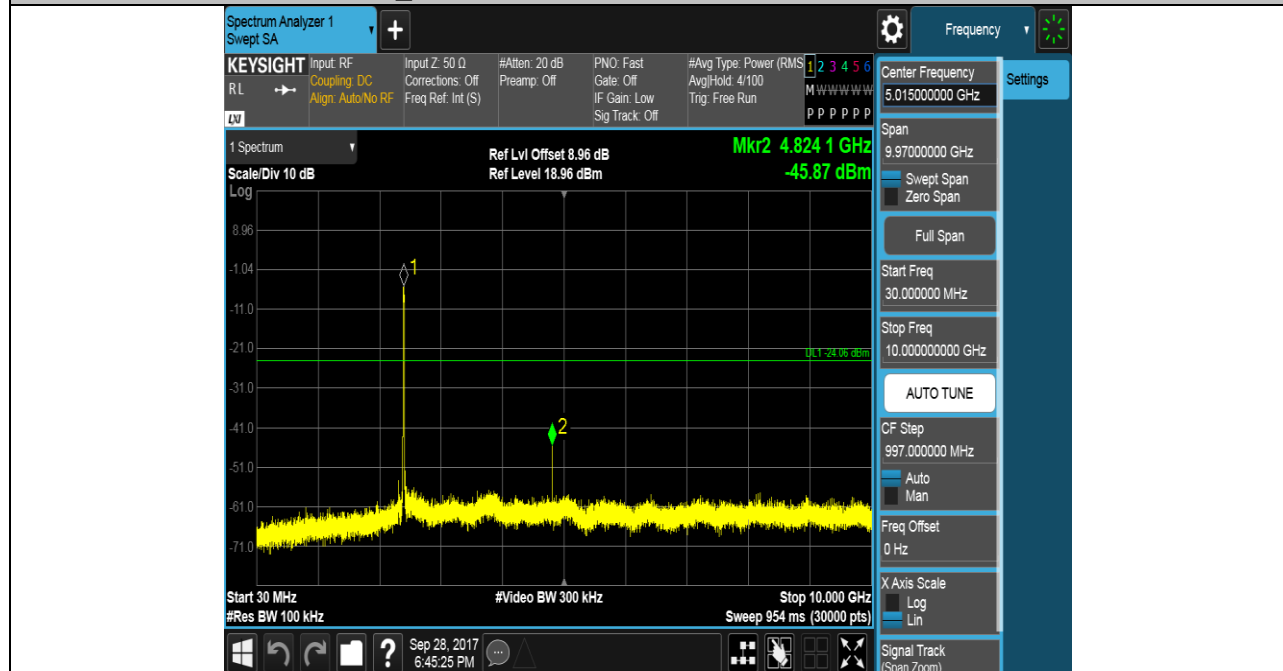 Spectrum Analyzer 1
Swept SA
+
Frequency
KEYSIGHT
RL
LXI
Input: RF
Coupling: DC
Align: Auto/No RF
Input Z: 50 Ω
Corrections: Off
Freq Ref: Int (S)
#Atten: 20 dB
Preamp: Off
PNO: Fast
Gate: Off
IF Gain: Low
Sig Track: Off
#Avg Type: Power (RMS
Avg|Hold: 4/100
Trig: Free Run
1 2 3 4 5 6
M W W W W W
P P P P P P
1 Spectrum
Scale/Div 10 dB
Log
Ref Lvl Offset 8.96 dB
Ref Level 18.96 dBm
Mkr2 4.824 1 GHz
-45.87 dBm
8.96
-1.04
-11.0
-21.0
-31.0
-41.0
-51.0
-61.0
-71.0
1
DL1 -24.06 dBm
2
Start 30 MHz
#Res BW 100 kHz
#Video BW 300 kHz
Stop 10.000 GHz
Sweep 954 ms (30000 pts)
Center Frequency
5.015000000 GHz
Settings
Span
9.97000000 GHz
Swept Span
Zero Span
Full Span
Start Freq
30.000000 MHz
Stop Freq
10.000000000 GHz
AUTO TUNE
CF Step
997.000000 MHz
Auto
Man
Freq Offset
0 Hz
X Axis Scale
Log
Lin
Signal Track
(Span Zoom)
?
Sep 28, 2017
6:45:25 PM